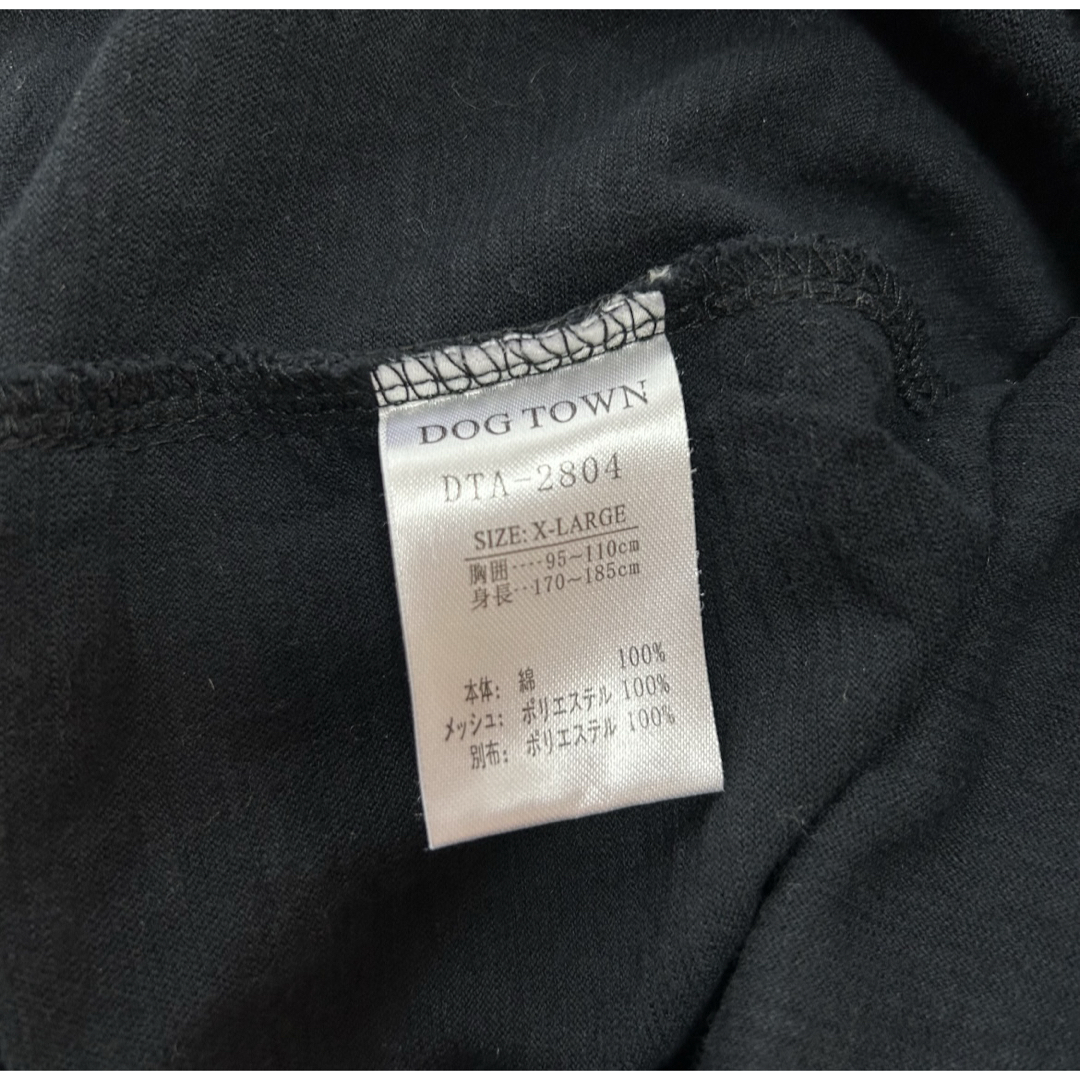 DOG TOWN
DTA-2804
SIZE: X-LARGE
胸囲····95~110cm
身長··170~185cm
本体: 綿 100%
メッシュ: ポリエステル 100%
別布: ポリエステル 100%